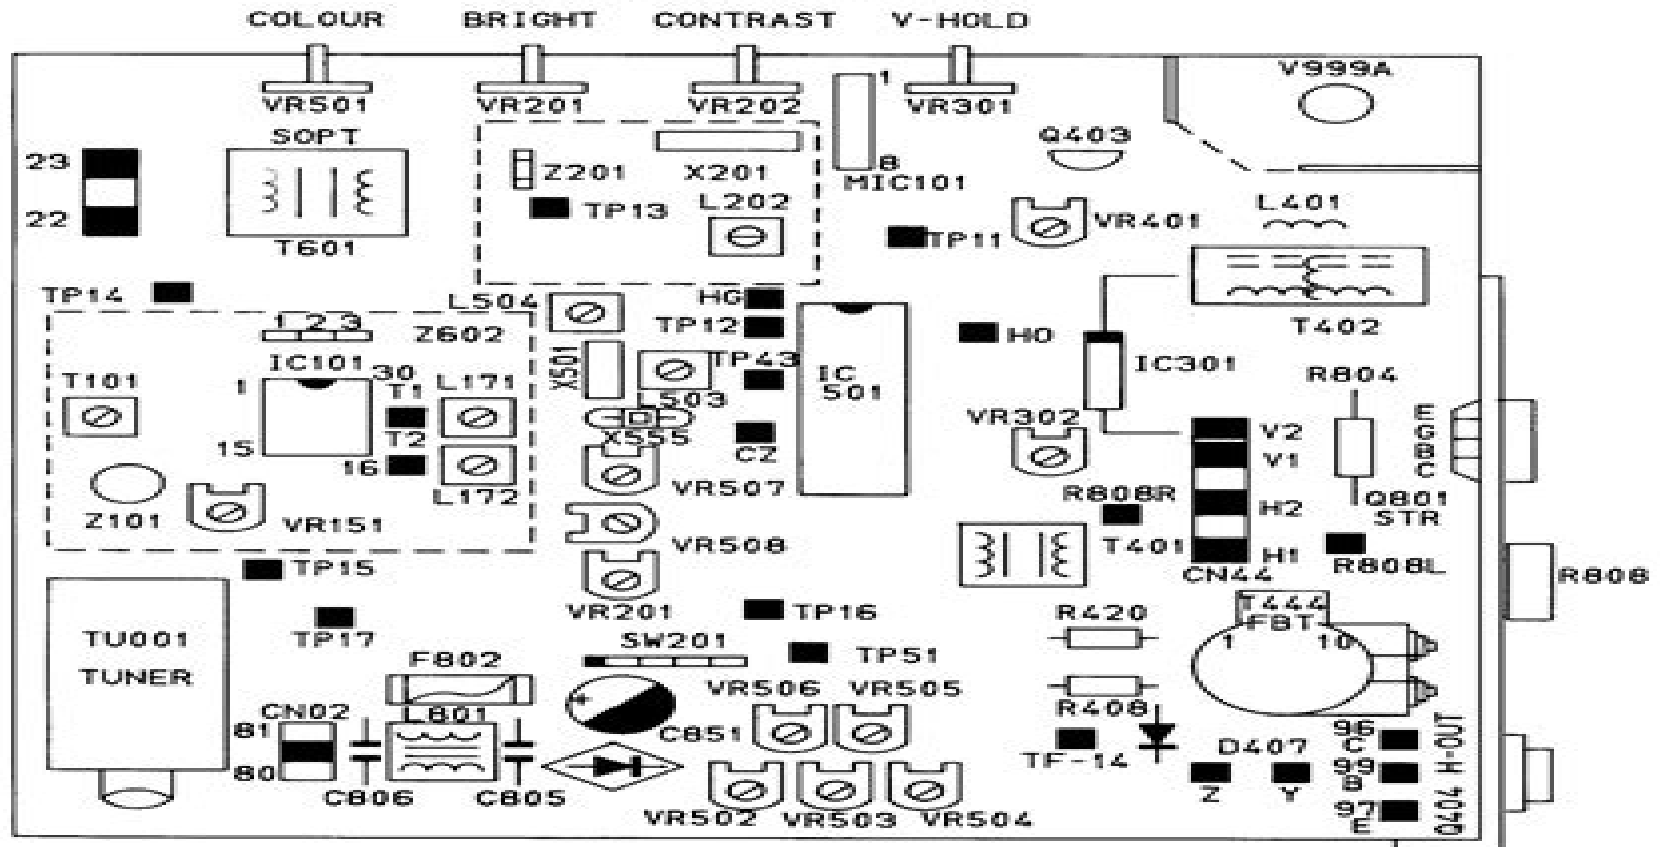 COLOUR BRIGHT CONTRAST V-HOLD
VR501 VR201 VR202 1 VR301 V999A
SOPT Q403
23 Z201 X201 8
MIC101
22 TP13 L202 VR401 L401
T601 TP11
TP14 L504 HG
1 2 3 Z602 TP12 HO T402
IC101 X501 TP43 IC 501 IC301
T101 1 30 L171 R804
T1 L503 VR302
T2 X555 CZ V2
15 16 V1
L172 VR507 R808R H2 Q801
Z101 VR151 STR
VR508 T401 H1 R808L
TP15 CN44 R808
VR201 TP16 R420 T444
TU001 TP17 SW201 FBT
1 10
TUNER F802 TP51
VR506 VR505
CN02 L801 R408
81 C851 96 C H-OUT
TF-14 D407
80 99 B
C806 C805 Z Y
VR502 VR503 VR504 97 E Q404